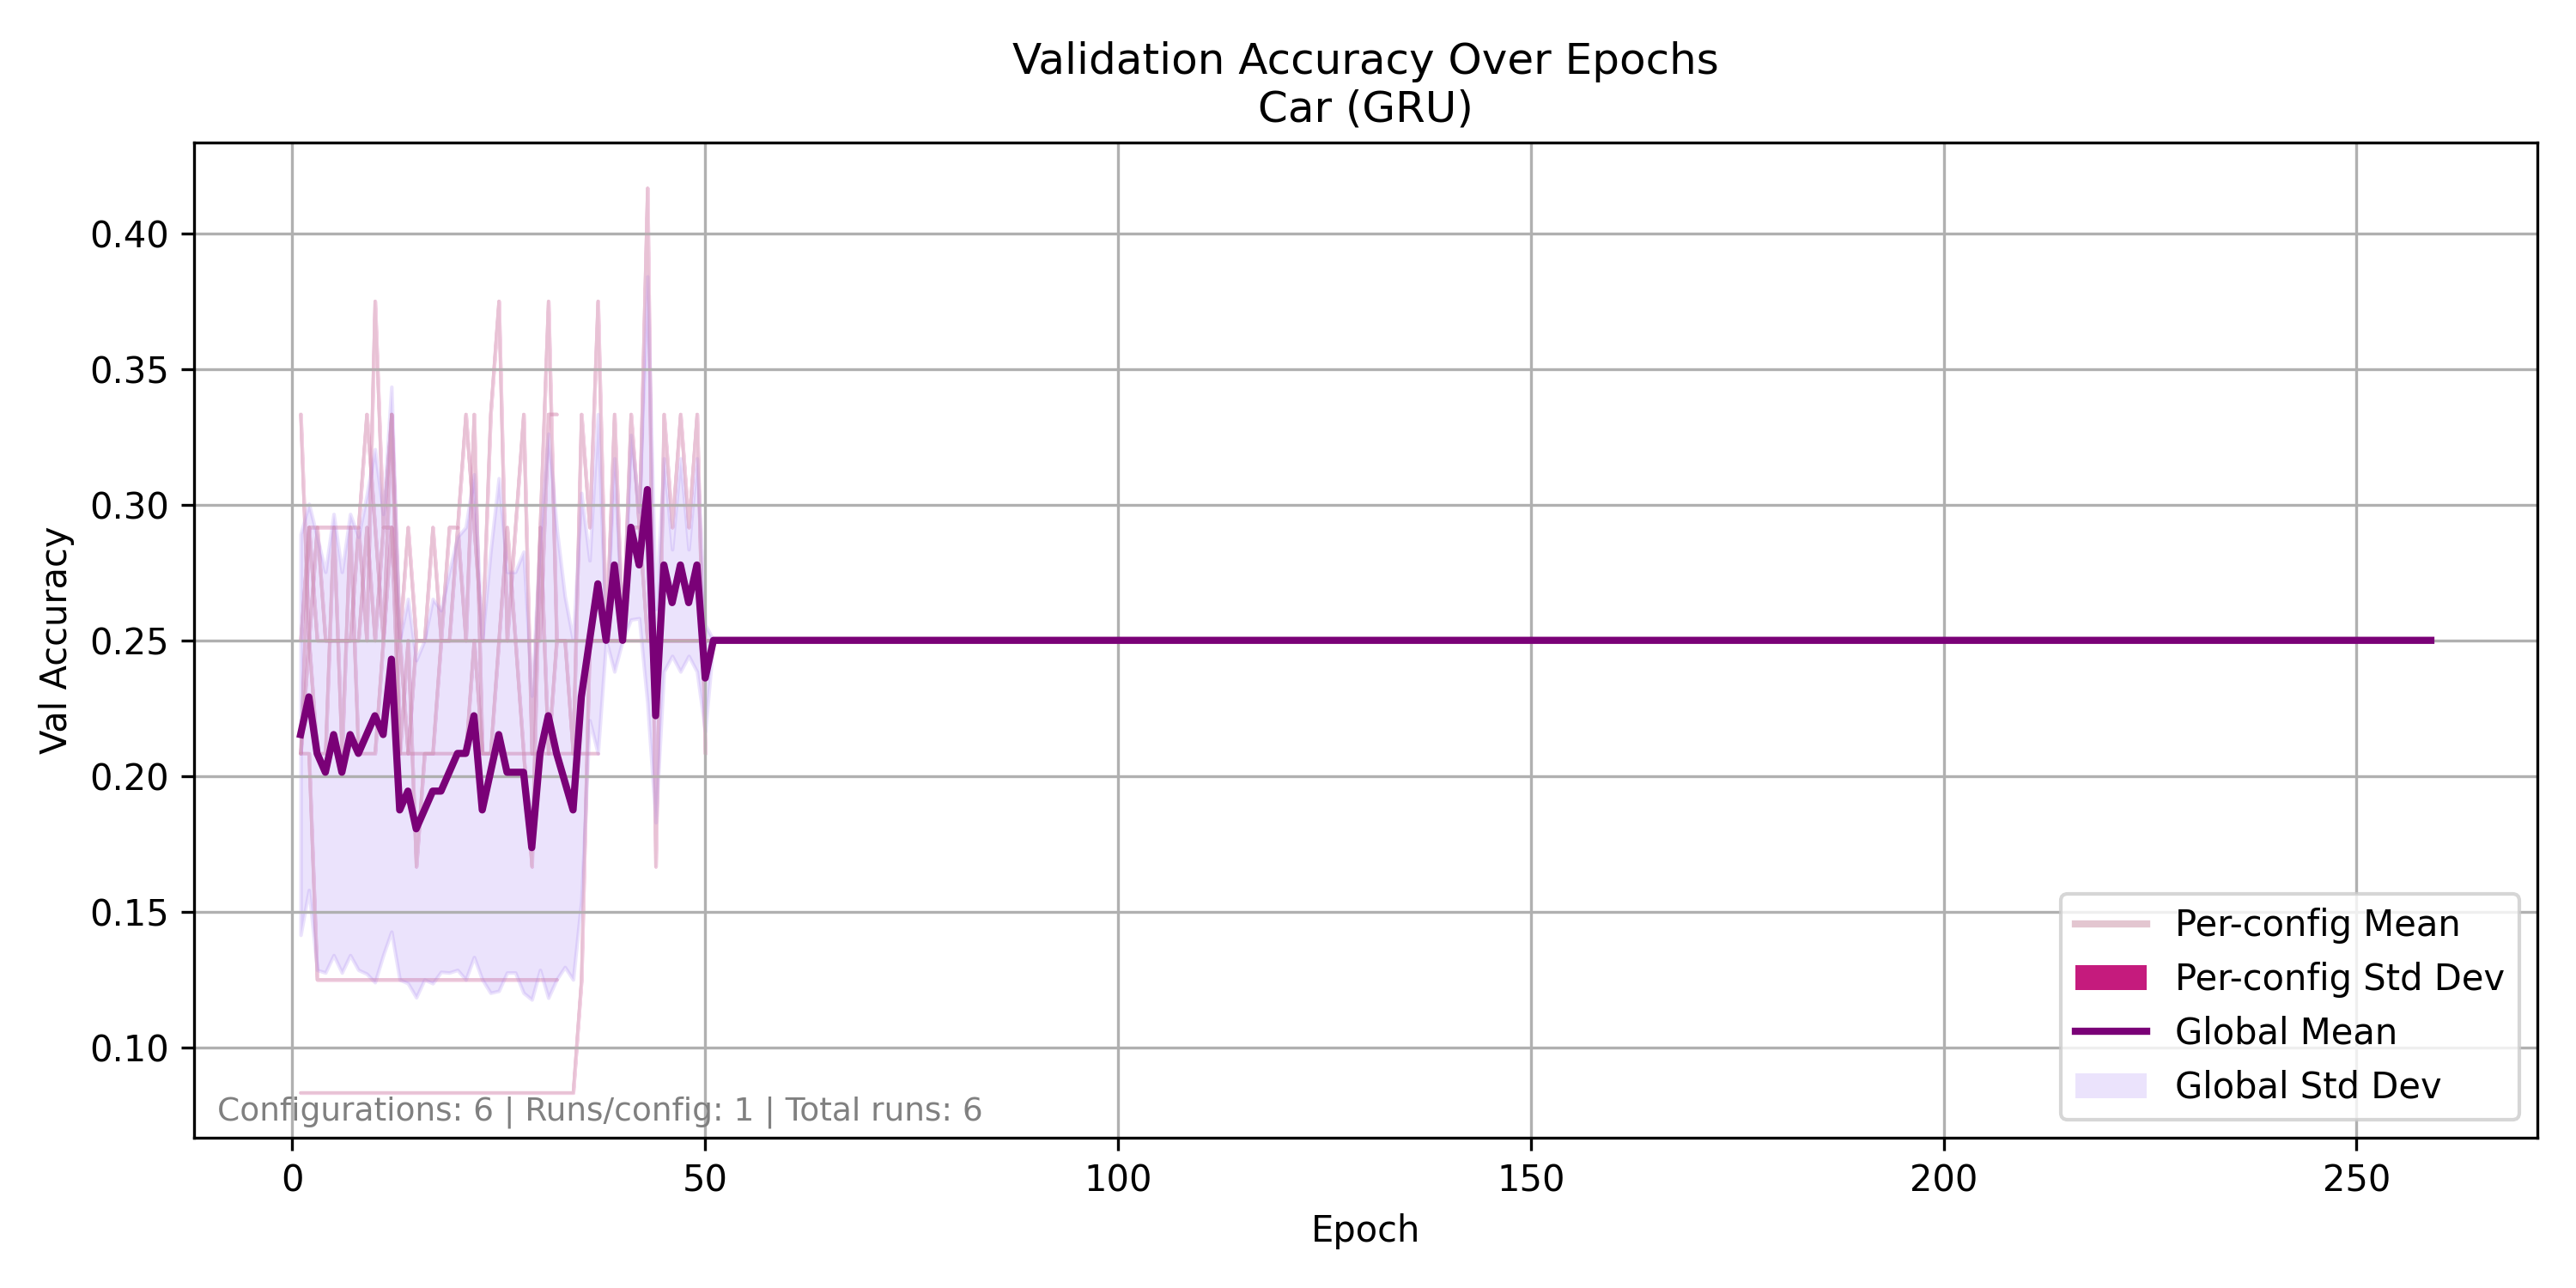 Validation Accuracy Over Epochs
Car (GRU)
Val Accuracy
0.40
0.35
0.30
0.25
0.20
0.15
0.10
Configurations: 6 | Runs/config: 1 | Total runs: 6
Per-config Mean
Per-config Std Dev
Global Mean
Global Std Dev
0 50 100 150 200 250
Epoch